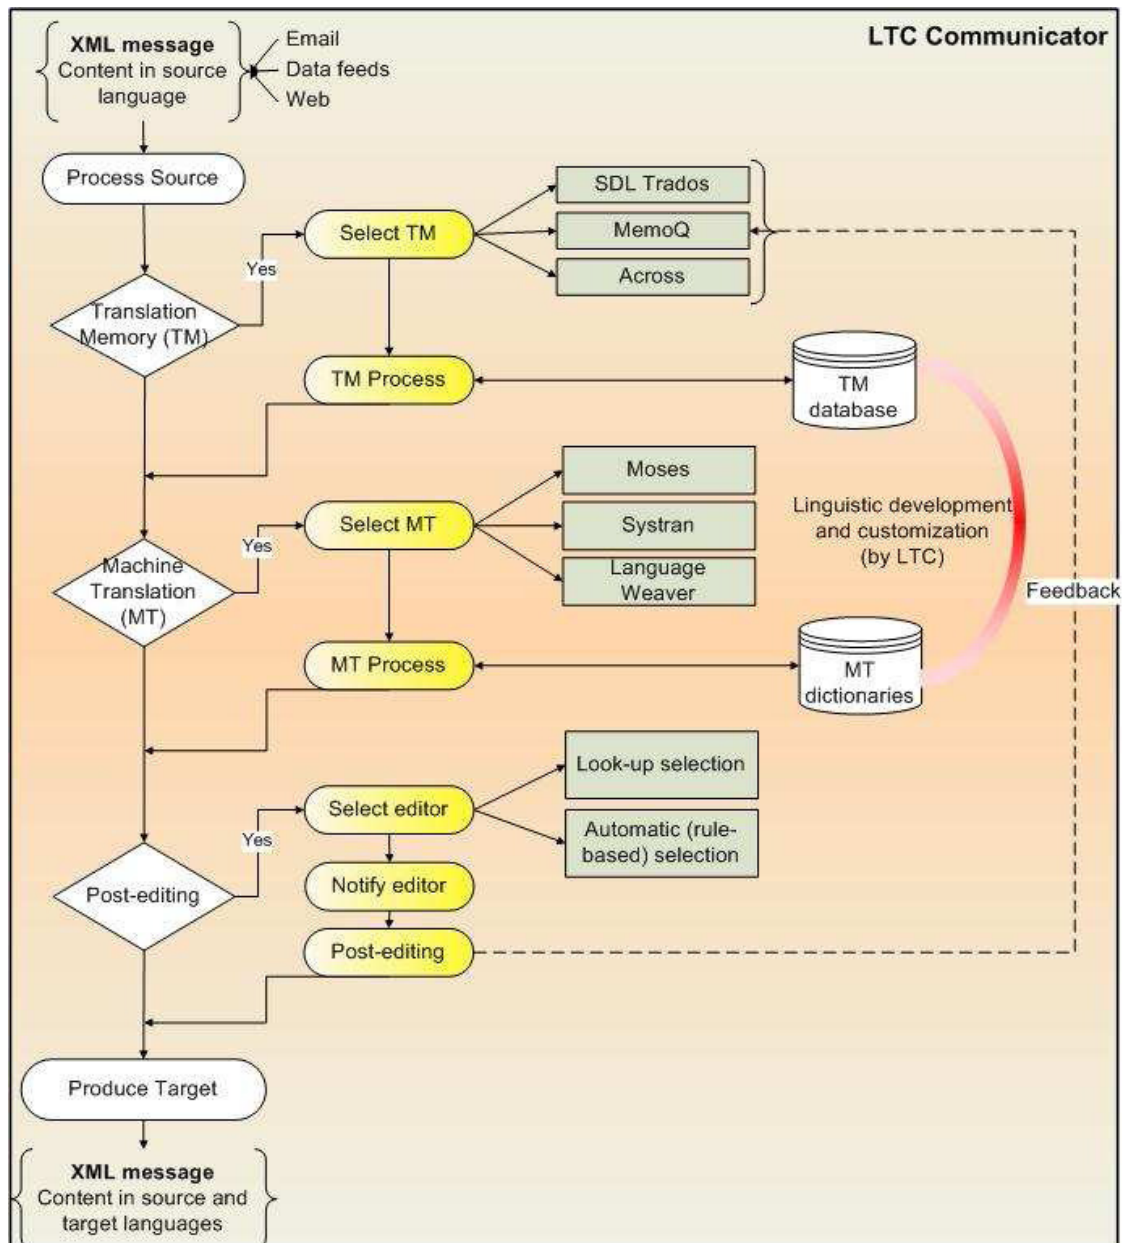 LTC Communicator
XML message
Content in source
language
Email
Data feeds
Web
Process Source
Select TM
SDL Trados
MemoQ
Across
Yes
Translation
Memory (TM)
TM Process
TM
database
Moses
Select MT
Systran
Language
Weaver
Yes
Machine
Translation
(MT)
Linguistic development
and customization
(by LTC)
Feedback
MT Process
MT
dictionaries
Look-up selection
Select editor
Automatic (rule-
based) selection
Yes
Post-editing
Notify editor
Post-editing
Produce Target
XML message
Content in source and
target languages